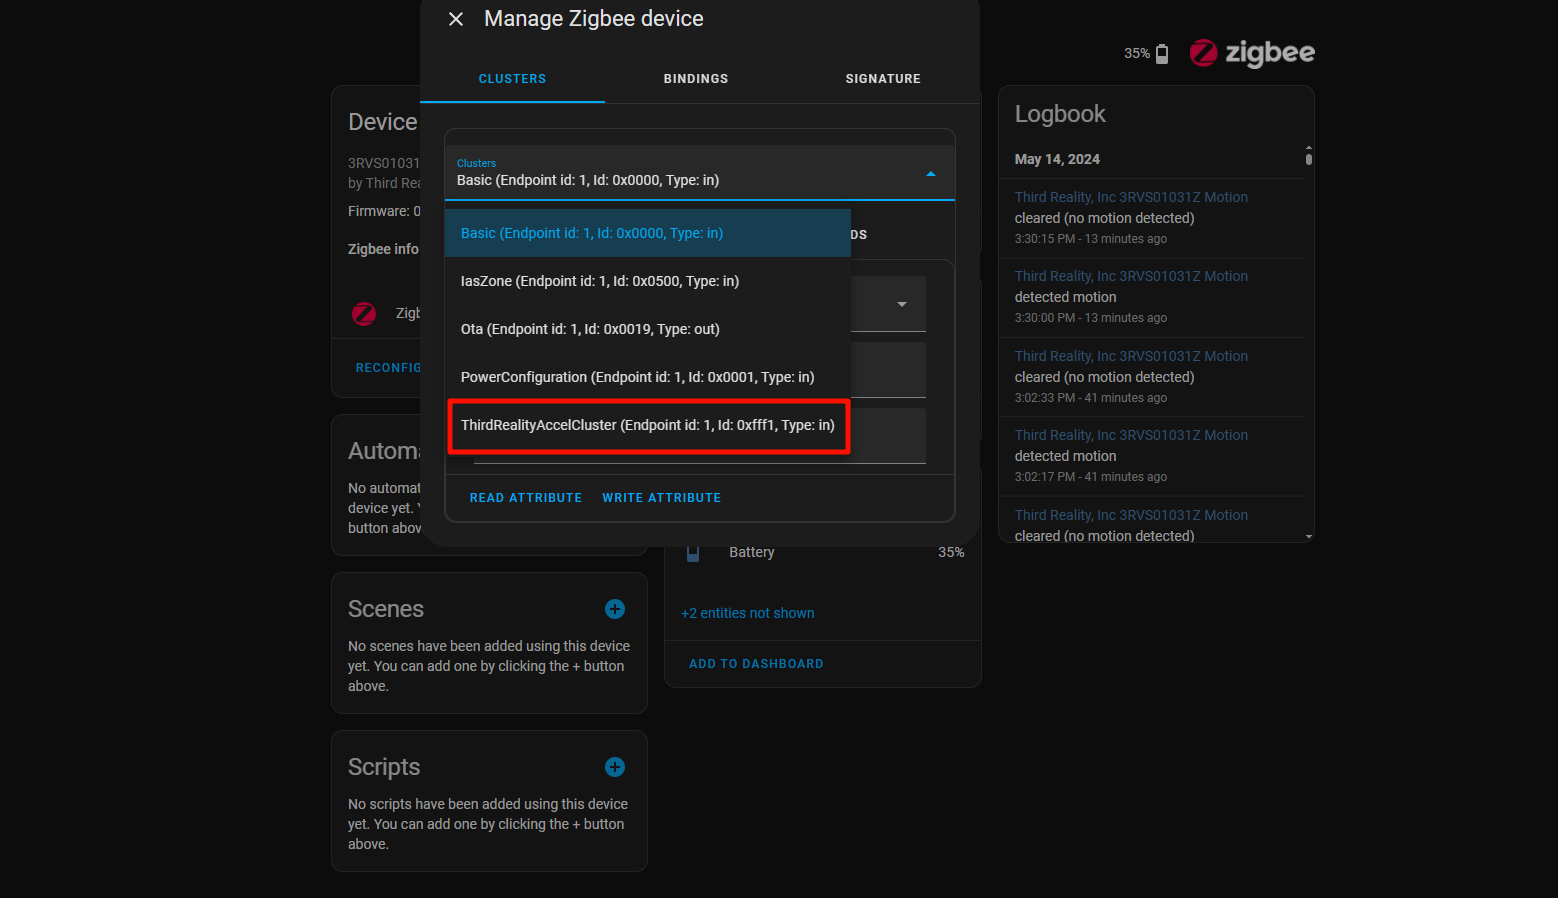 Manage Zigbee device
35%
zigbee
CLUSTERS
BINDINGS
SIGNATURE
Device
3RVS01031
by Third Rea
Firmware: 0
Zigbee info
Zigb
RECONFIG
Clusters
Basic (Endpoint id: 1, Id: 0x0000, Type: in)
Basic (Endpoint id: 1, Id: 0x0000, Type: in)
DS
IasZone (Endpoint id: 1, Id: 0x0500, Type: in)
Ota (Endpoint id: 1, Id: 0x0019, Type: out)
PowerConfiguration (Endpoint id: 1, Id: 0x0001, Type: in)
ThirdRealityAccelCluster (Endpoint id: 1, Id: 0xfff1, Type: in)
READ ATTRIBUTE
WRITE ATTRIBUTE
Logbook
May 14, 2024
Third Reality, Inc 3RVS01031Z Motion
cleared (no motion detected)
3:30:15 PM - 13 minutes ago
Third Reality, Inc 3RVS01031Z Motion
detected motion
3:30:00 PM - 13 minutes ago
Third Reality, Inc 3RVS01031Z Motion
cleared (no motion detected)
3:02:33 PM - 41 minutes ago
Third Reality, Inc 3RVS01031Z Motion
detected motion
3:02:17 PM - 41 minutes ago
Third Reality, Inc 3RVS01031Z Motion
cleared (no motion detected)
Automa
No automat
device yet. Y
button abov
Battery
35%
+2 entities not shown
ADD TO DASHBOARD
Scenes
No scenes have been added using this device
yet. You can add one by clicking the + button
above.
Scripts
No scripts have been added using this device
yet. You can add one by clicking the + button
above.